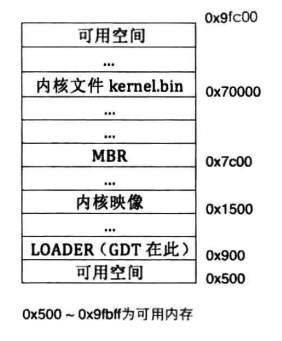 0x9fc00
可用空间
...
内核文件 kernel.bin
0x70000
...
...
MBR
0x7c00
...
内核映像
0x1500
...
LOADER（GDT 在此）
0x900
可用空间
0x500
0x500 ~ 0x9fbff为可用内存